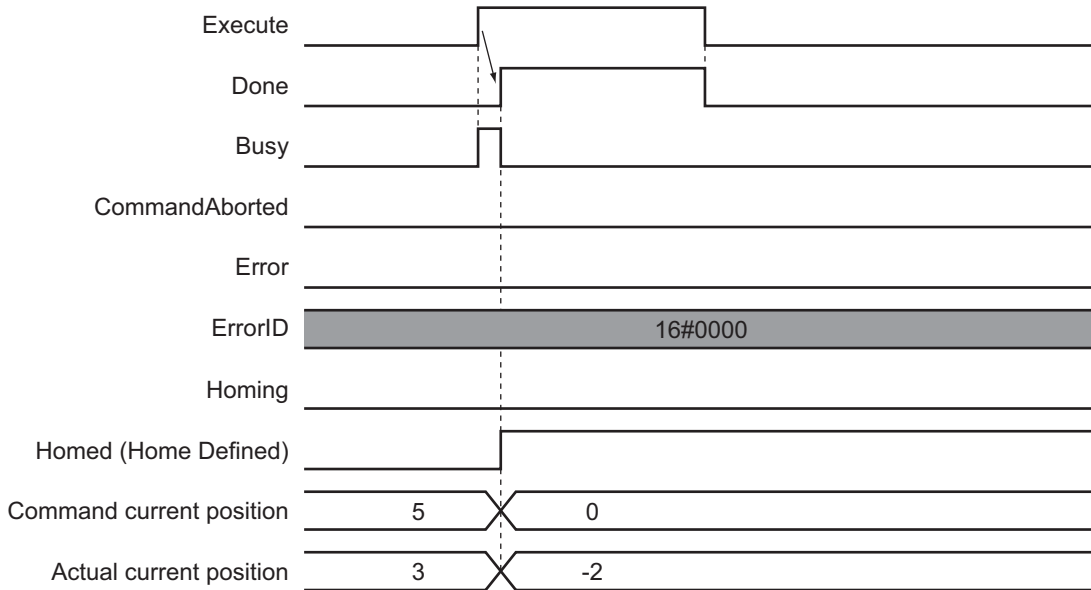 Execute
Done
Busy
CommandAborted
Error
ErrorID 16#0000
Homing
Homed (Home Defined)
Command current position 5 0
Actual current position 3 -2